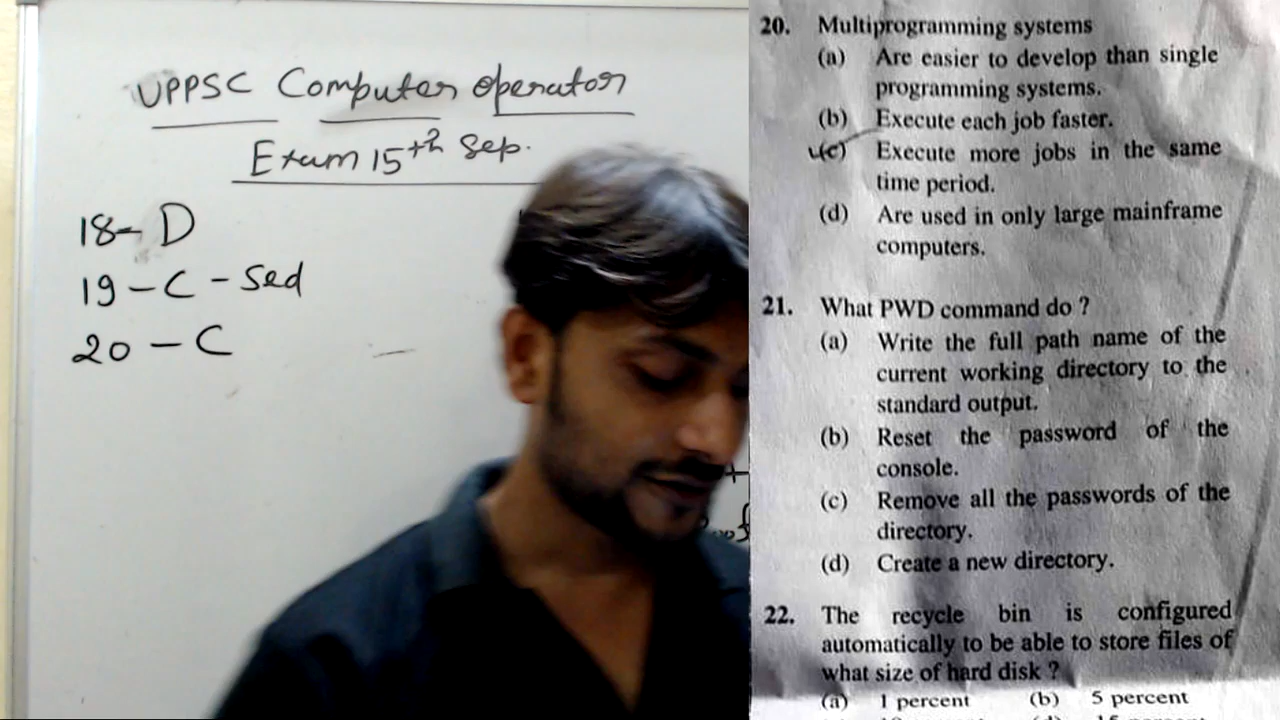 UPPSC Computer operator
Exam 15th Sep.
18- D
19 - C - Sed
20 - C
20. Multiprogramming systems
(a) Are easier to develop than single
programming systems.
(b) Execute each job faster.
(c) Execute more jobs in the same
time period.
(d) Are used in only large mainframe
computers.
21. What PWD command do ?
(a) Write the full path name of the
current working directory to the
standard output.
(b) Reset the password of the
console.
(c) Remove all the passwords of the
directory.
(d) Create a new directory.
22. The recycle bin is configured
automatically to be able to store files of
what size of hard disk ?
(a) 1 percent (b) 5 percent